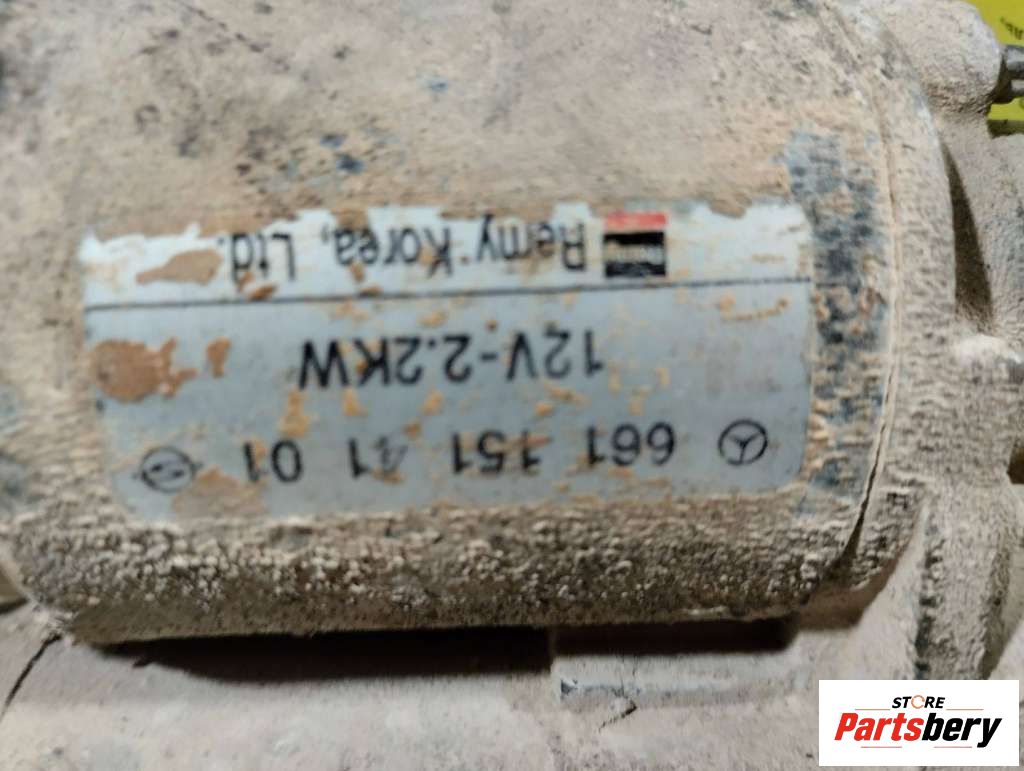 661 151 41 01
12V-2.2KW
Remy Korea, Ltd.
STORE
Partsbery